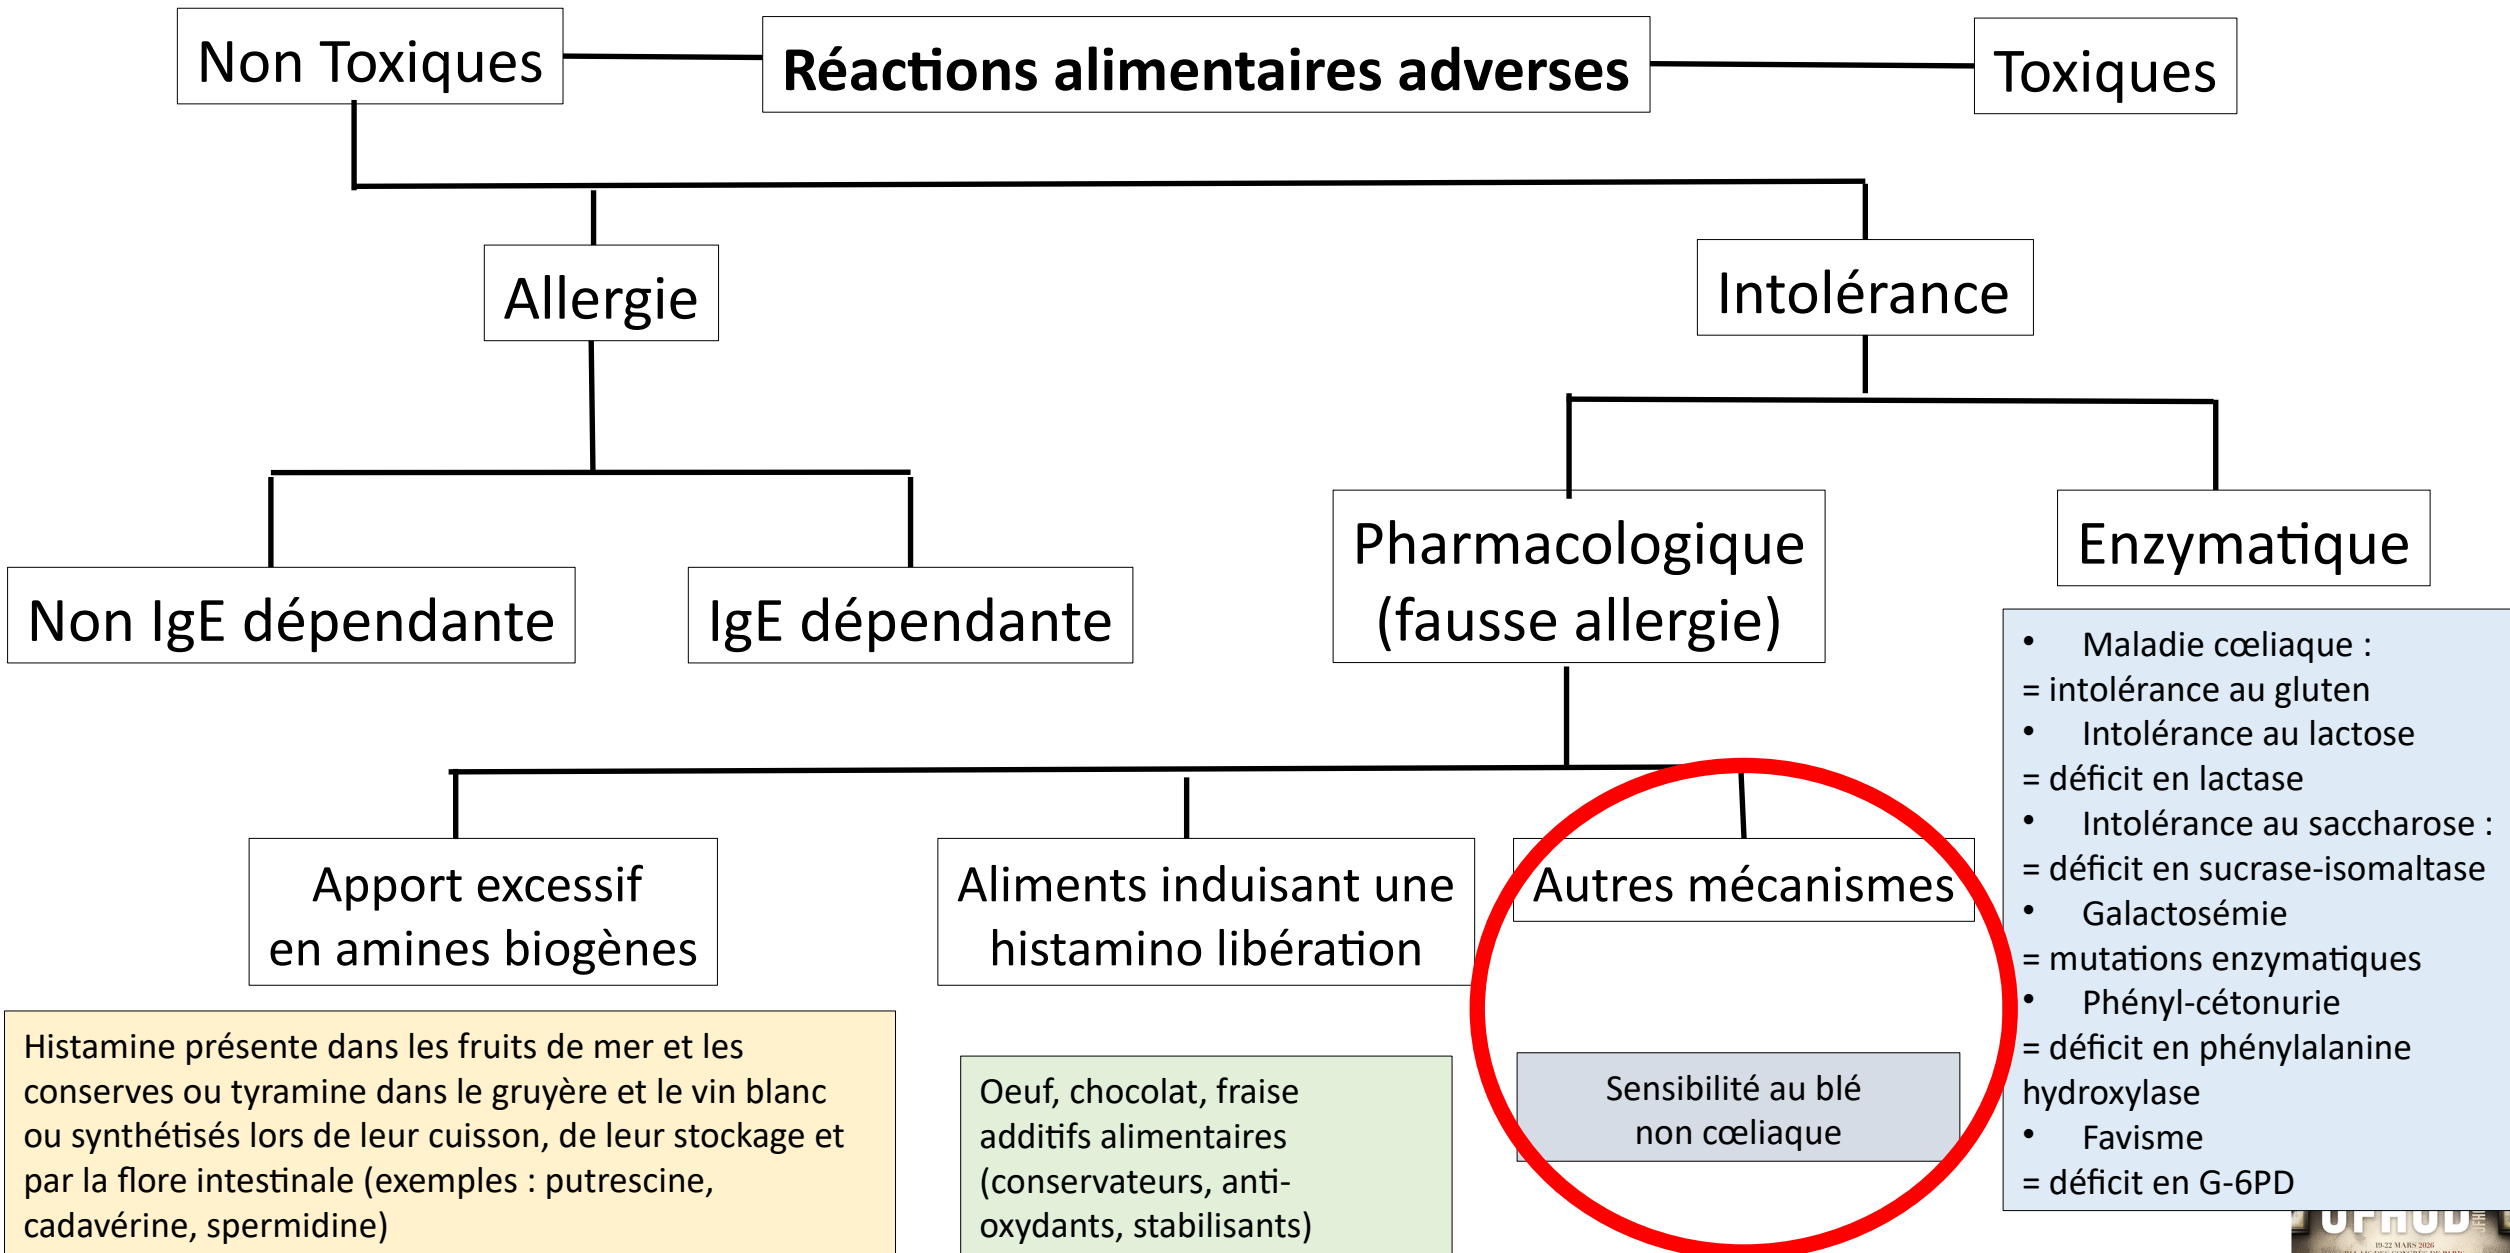 Non Toxiques
Réactions alimentaires adverses
Toxiques
Allergie
Intolérance
Non IgE dépendante
IgE dépendante
Pharmacologique
(fausse allergie)
Enzymatique
Apport excessif
en amines biogènes
Aliments induisant une
histamino libération
Autres mécanismes
Histamine présente dans les fruits de mer et les
conserves ou tyramine dans le gruyère et le vin blanc
ou synthétisés lors de leur cuisson, de leur stockage et
par la flore intestinale (exemples : putrescine,
cadavérine, spermidine)
Oeuf, chocolat, fraise
additifs alimentaires
(conservateurs, anti-
oxydants, stabilisants)
Sensibilité au blé
non cœliaque
• Maladie cœliaque :
= intolérance au gluten
• Intolérance au lactose
= déficit en lactase
• Intolérance au saccharose :
= déficit en sucrase-isomaltase
• Galactosémie
= mutations enzymatiques
• Phényl-cétonurie
= déficit en phénylalanine
hydroxylase
• Favisme
= déficit en G-6PD
JFHOD
19-22 MARS 2026